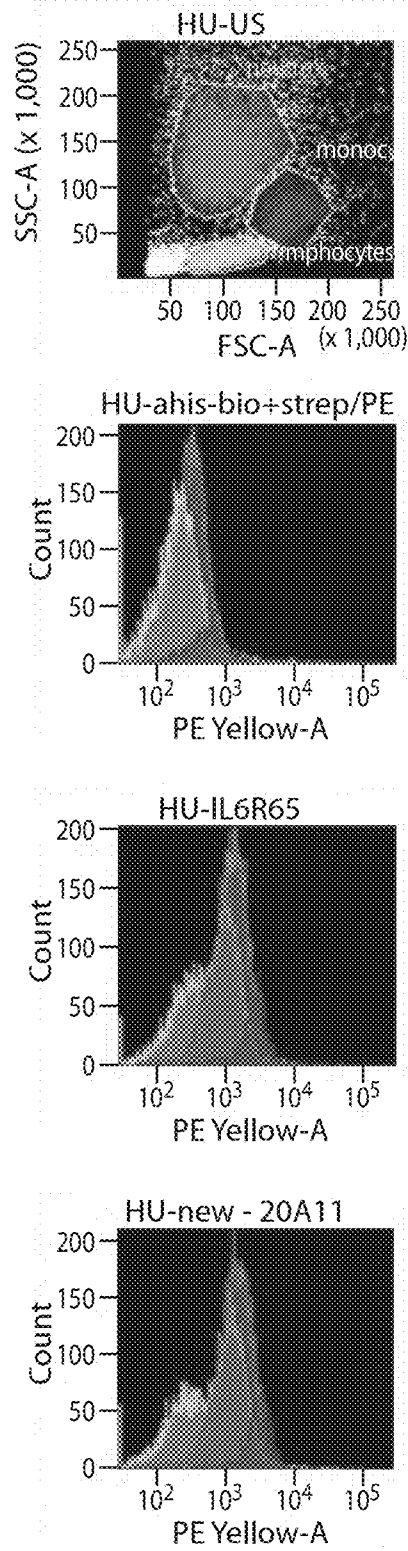 HU-US
SSC-A (x 1,000)
250
200
150
100
50
monoc
mphocytes
50 100 150 200 250
FSC-A (x 1,000)
HU-ahis-bio+strep/PE
Count
200
150
100
50
0
10² 10³ 10⁴ 10⁵
PE Yellow-A
HU-IL6R65
Count
200
150
100
50
0
10² 10³ 10⁴ 10⁵
PE Yellow-A
HU-new - 20A11
Count
200
150
100
50
0
10² 10³ 10⁴ 10⁵
PE Yellow-A